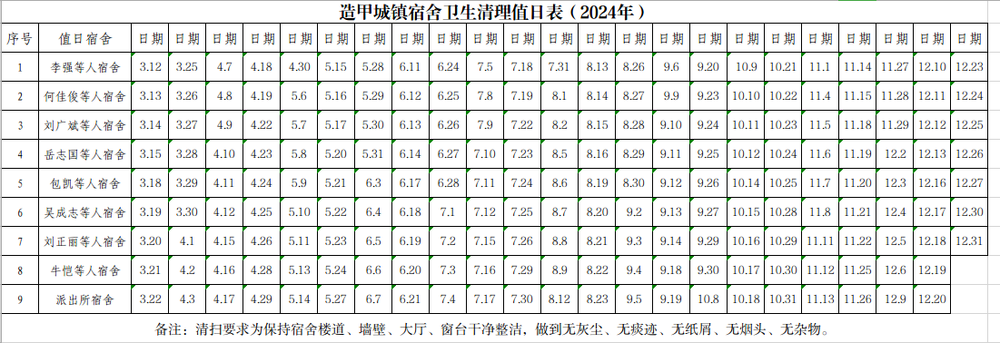 造甲城镇宿舍卫生清理值日表（2024年）
序号 值日宿舍 日期 日期 日期 日期 日期 日期 日期 日期 日期 日期 日期 日期 日期 日期 日期 日期 日期 日期 日期 日期 日期 日期 日期
1 李强等人宿舍 3.12 3.25 4.7 4.18 4.30 5.15 5.28 6.11 6.24 7.5 7.18 7.31 8.13 8.26 9.6 9.20 10.9 10.21 11.1 11.14 11.27 12.10 12.23
2 何佳俊等人宿舍 3.13 3.26 4.8 4.19 5.6 5.16 5.29 6.12 6.25 7.8 7.19 8.1 8.14 8.27 9.9 9.23 10.10 10.22 11.4 11.15 11.28 12.11 12.24
3 刘广斌等人宿舍 3.14 3.27 4.9 4.22 5.7 5.17 5.30 6.13 6.26 7.9 7.22 8.2 8.15 8.28 9.10 9.24 10.11 10.23 11.5 11.18 11.29 12.12 12.25
4 岳志国等人宿舍 3.15 3.28 4.10 4.23 5.8 5.20 5.31 6.14 6.27 7.10 7.23 8.5 8.16 8.29 9.11 9.25 10.12 10.24 11.6 11.19 12.2 12.13 12.26
5 包凯等人宿舍 3.18 3.29 4.11 4.24 5.9 5.21 6.3 6.17 6.28 7.11 7.24 8.6 8.19 8.30 9.12 9.26 10.14 10.25 11.7 11.20 12.3 12.16 12.27
6 吴成志等人宿舍 3.19 3.30 4.12 4.25 5.10 5.22 6.4 6.18 7.1 7.12 7.25 8.7 8.20 9.2 9.13 9.27 10.15 10.28 11.8 11.21 12.4 12.17 12.30
7 刘正丽等人宿舍 3.20 4.1 4.15 4.26 5.11 5.23 6.5 6.19 7.2 7.15 7.26 8.8 8.21 9.3 9.14 9.29 10.16 10.29 11.11 11.22 12.5 12.18 12.31
8 牛恺等人宿舍 3.21 4.2 4.16 4.28 5.13 5.24 6.6 6.20 7.3 7.16 7.29 8.9 8.22 9.4 9.18 9.30 10.17 10.30 11.12 11.25 12.6 12.19
9 派出所宿舍 3.22 4.3 4.17 4.29 5.14 5.27 6.7 6.21 7.4 7.17 7.30 8.12 8.23 9.5 9.19 10.8 10.18 10.31 11.13 11.26 12.9 12.20
备注：清扫要求为保持宿舍楼道、墙壁、大厅、窗台干净整洁，做到无灰尘、无痰迹、无纸屑、无烟头、无杂物。